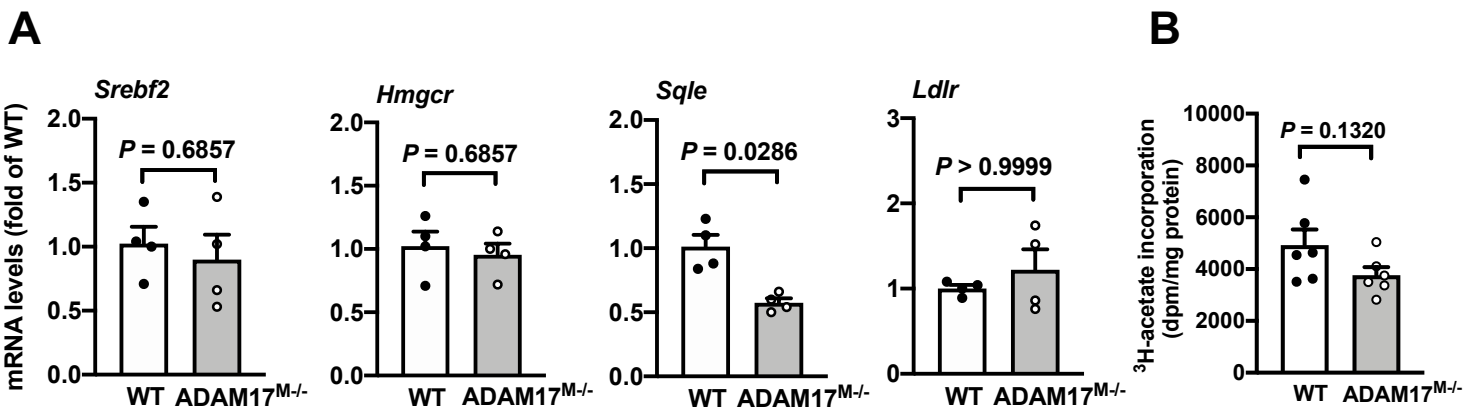 A
B
mRNA levels (fold of WT)
Srebf2
2.0
1.5
1.0
0.5
0.0
P = 0.6857
WT
ADAM17M-/-
Hmgcr
2.0
1.5
1.0
0.5
0.0
P = 0.6857
WT
ADAM17M-/-
Sqle
2.0
1.5
1.0
0.5
0.0
P = 0.0286
WT
ADAM17M-/-
Ldlr
3
2
1
0
P > 0.9999
WT
ADAM17M-/-
3H-acetate incorporation
(dpm/mg protein)
10000
8000
6000
4000
2000
0
P = 0.1320
WT
ADAM17M-/-